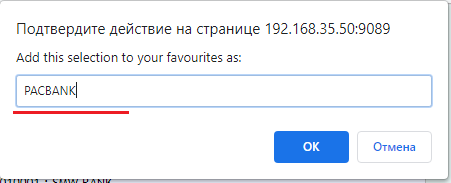 Подтвердите действие на странице 192.168.35.50:9089
Add this selection to your favourites as:
PACBANK
OK
Отмена